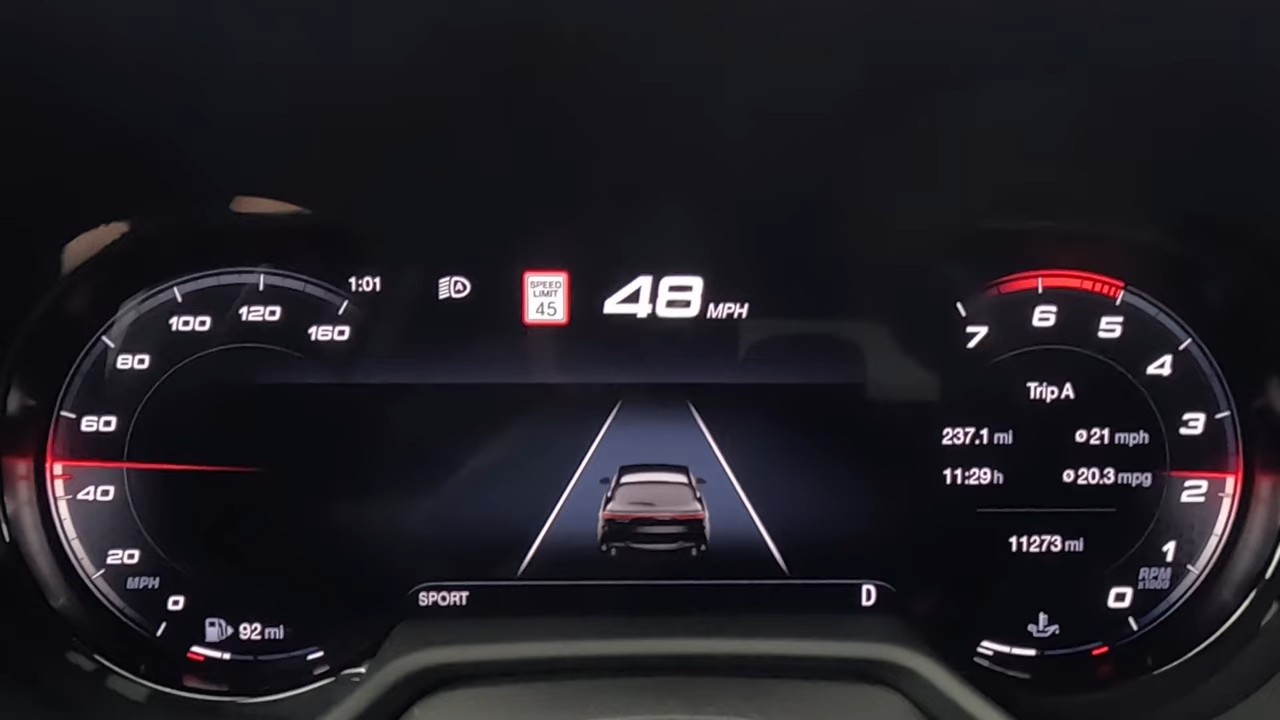 1:01
SPEED
LIMIT
45
48 MPH
0
20
40
60
80
100
120
160
MPH
92 mi
SPORT
D
7
6
5
4
3
2
1
0
RPM
x1000
Trip A
237.1 mi ø 21 mph
11:29 h ø 20.3 mpg
11273 mi
A